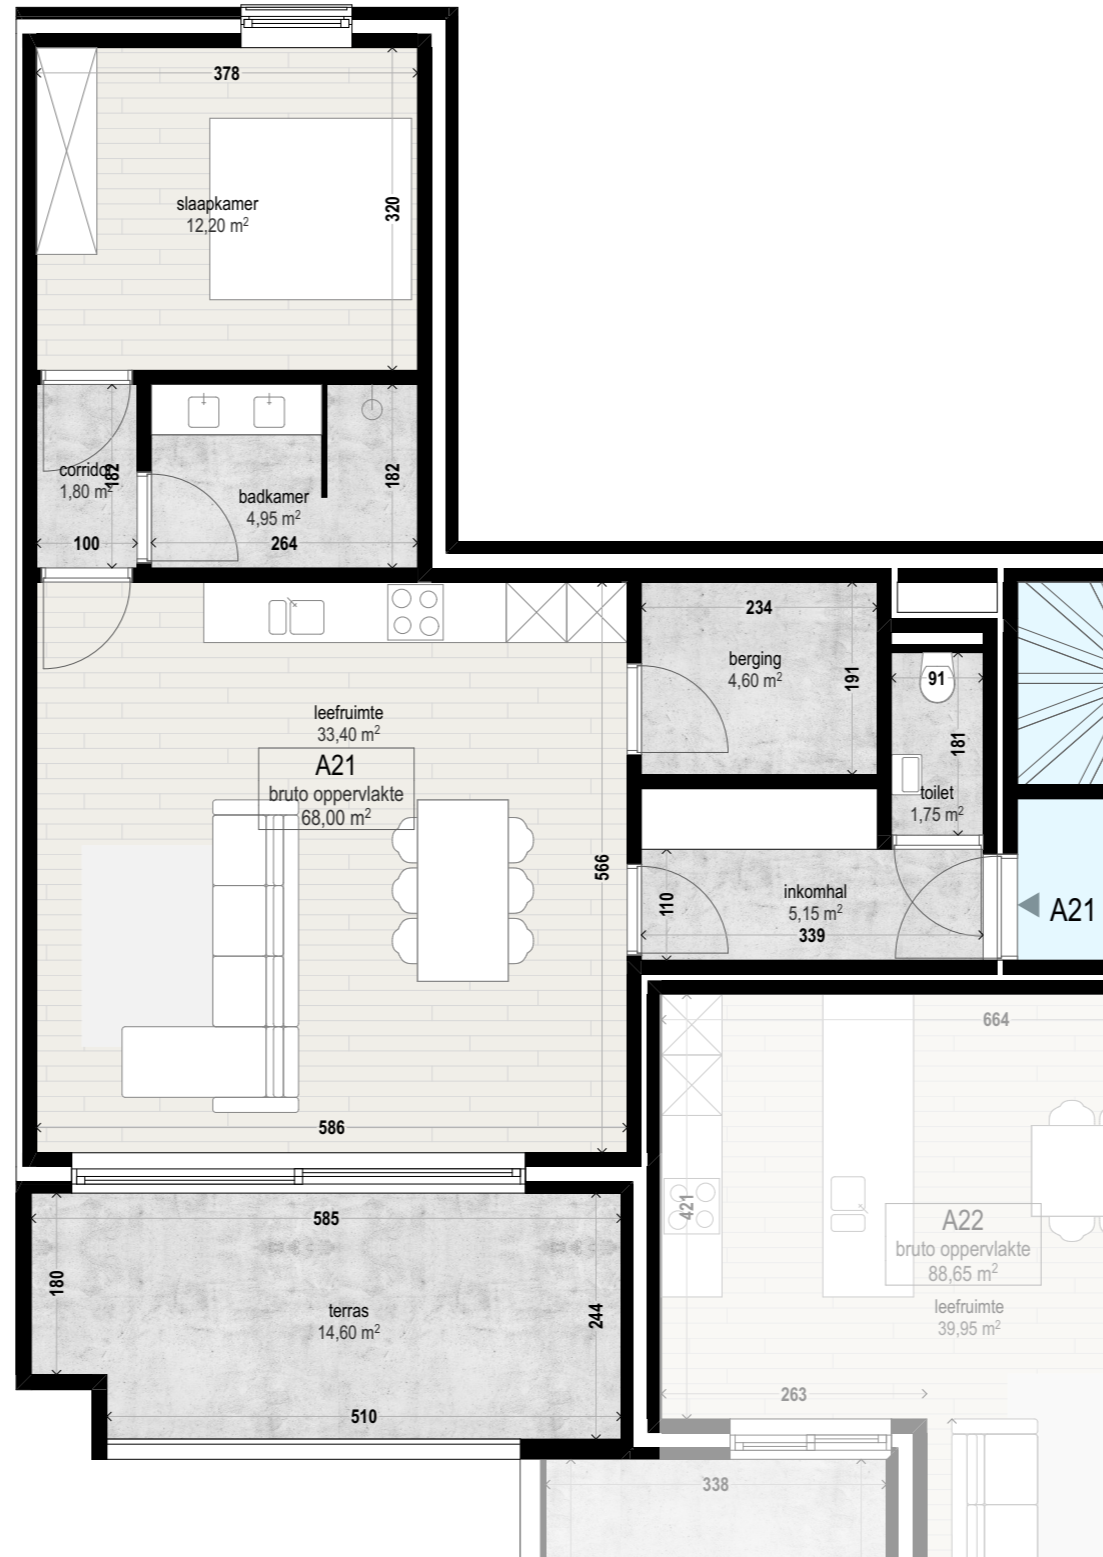 378
slaapkamer
12,20 m²
320
corridor
1,80 m²
182
100
badkamer
4,95 m²
182
264
234
berging
4,60 m²
191
91
181
toilet
1,75 m²
leefruimte
33,40 m²
A21
bruto oppervlakte
68,00 m²
566
586
110
inkomhal
5,15 m²
339
A21
585
180
terras
14,60 m²
244
510
664
421
A22
bruto oppervlakte
88,65 m²
leefruimte
39,95 m²
263
338